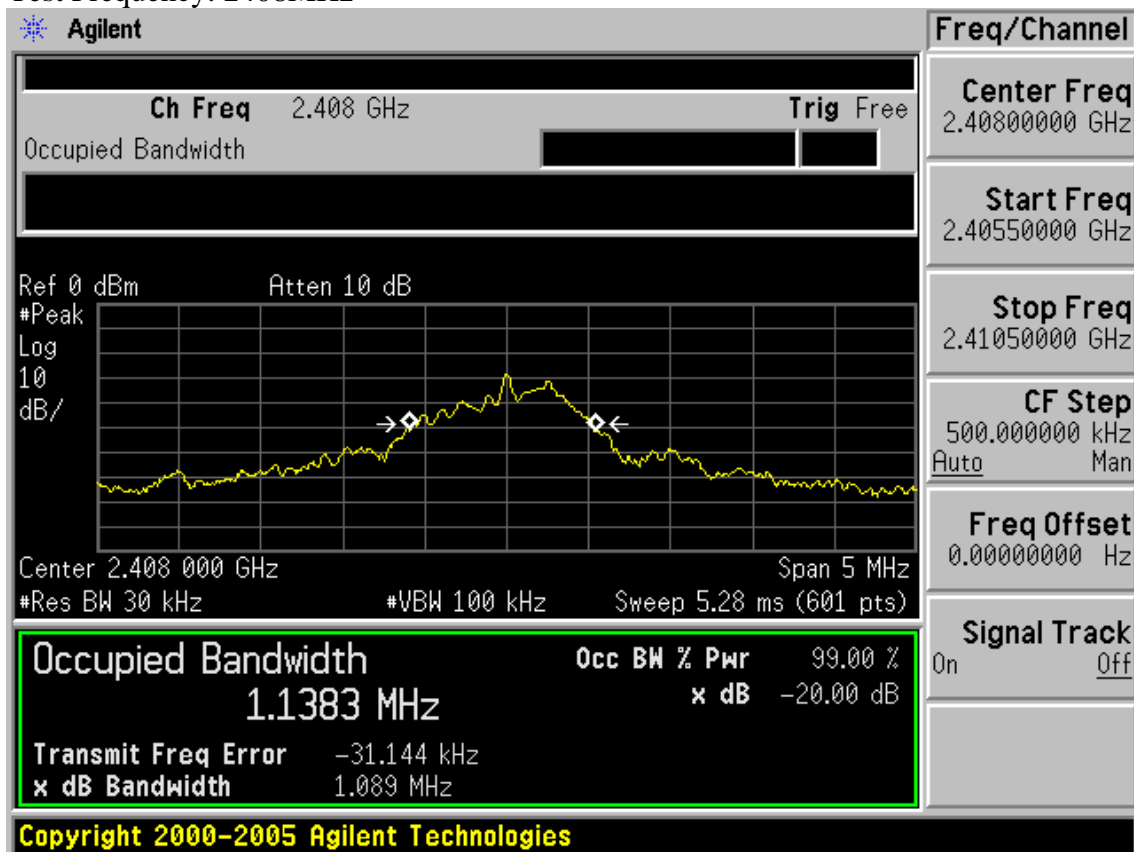 Agilent
Freq/Channel
Ch Freq 2.408 GHz Trig Free
Occupied Bandwidth
Center Freq
2.40800000 GHz
Start Freq
2.40550000 GHz
Stop Freq
2.41050000 GHz
CF Step
500.000000 kHz
Auto Man
Freq Offset
0.00000000 Hz
Signal Track
On Off
Ref 0 dBm Atten 10 dB
#Peak
Log
10
dB/
Center 2.408 000 GHz Span 5 MHz
#Res BW 30 kHz #VBW 100 kHz Sweep 5.28 ms (601 pts)
Occupied Bandwidth Occ BW % Pwr 99.00 %
1.1383 MHz x dB -20.00 dB
Transmit Freq Error -31.144 kHz
x dB Bandwidth 1.089 MHz
Copyright 2000-2005 Agilent Technologies